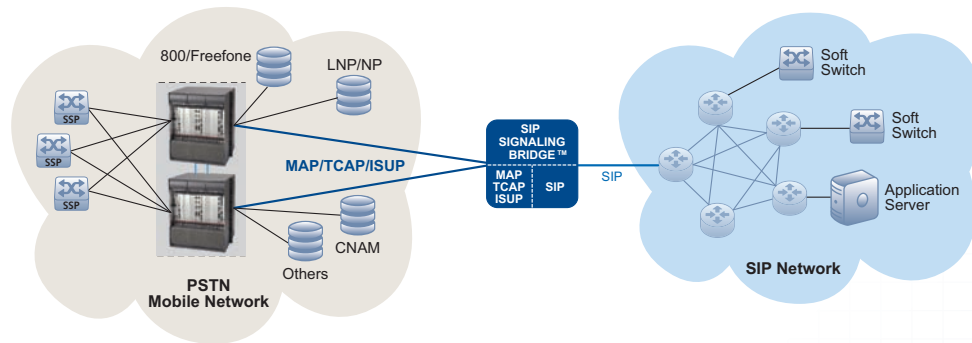 800/Freefone
LNP/NP
SSP
SSP
SSP
MAP/TCAP/ISUP
CNAM
Others
PSTN
Mobile Network
SIP
SIGNALING
BRIDGE™
MAP
TCAP
ISUP
SIP
SIP
Soft
Switch
Soft
Switch
Application
Server
SIP Network